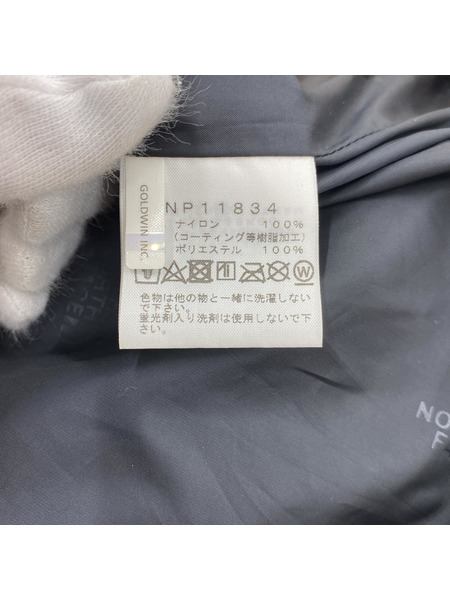 GOLDWIN INC.
NP11834
ナイロン 100%
(コーティング等樹脂加工)
ポリエステル 100%
色物は他の物と一緒に洗濯しない
で下さい。
蛍光剤入り洗剤は使用しないで下
さい。
NO
F